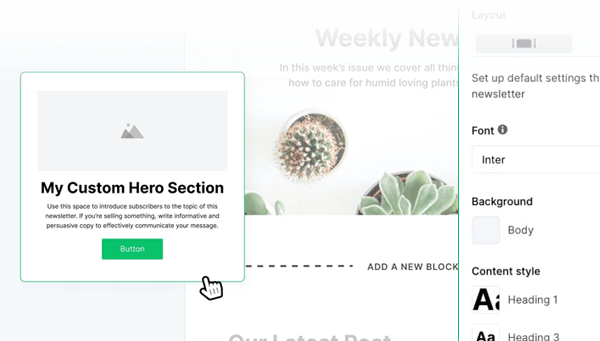 Weekly New
In this week's issue we cover all thin
how to care for humid loving plants
My Custom Hero Section
Use this space to introduce subscribers to the topic of this
newsletter. If you're selling something, write informative and
persuasive copy to effectively communicate your message.
Button
ADD A NEW BLOCK
Our Latest Post
Layout
Set up default settings th
newsletter
Font
Inter
Background
Body
Content style
Aa Heading 1
Aa Heading 3